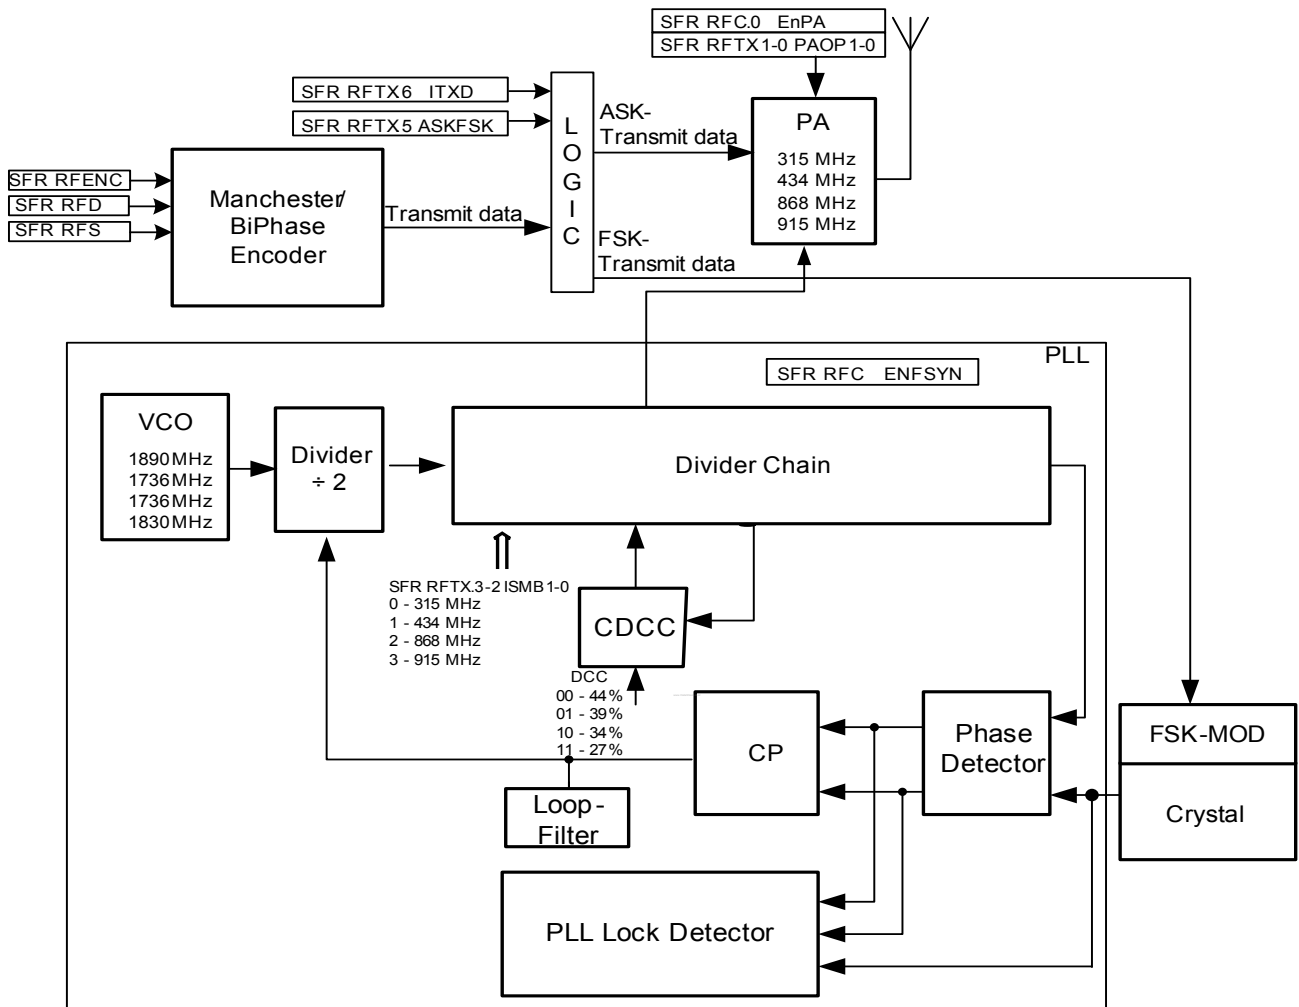 SFR RFC.0 EnPA
SFR RFTX1-0 PAOP1-0
SFR RFTX6 ITXD
SFR RFTX5 ASKFSK
LOGIC
ASK-
Transmit data
PA
315 MHz
434 MHz
868 MHz
915 MHz
SFR RFENC
SFR RFD
SFR RFS
Manchester/
BiPhase
Encoder
Transmit data
FSK-
Transmit data
PLL
SFR RFC ENFSYN
VCO
1890MHz
1736MHz
1736MHz
1830MHz
Divider
÷ 2
Divider Chain
SFR RFTX.3-2 ISMB1-0
0 - 315 MHz
1 - 434 MHz
2 - 868 MHz
3 - 915 MHz
CDCC
DCC
00 - 44%
01 - 39%
10 - 34%
11 - 27%
CP
Phase
Detector
FSK-MOD
Crystal
Loop-
Filter
PLL Lock Detector